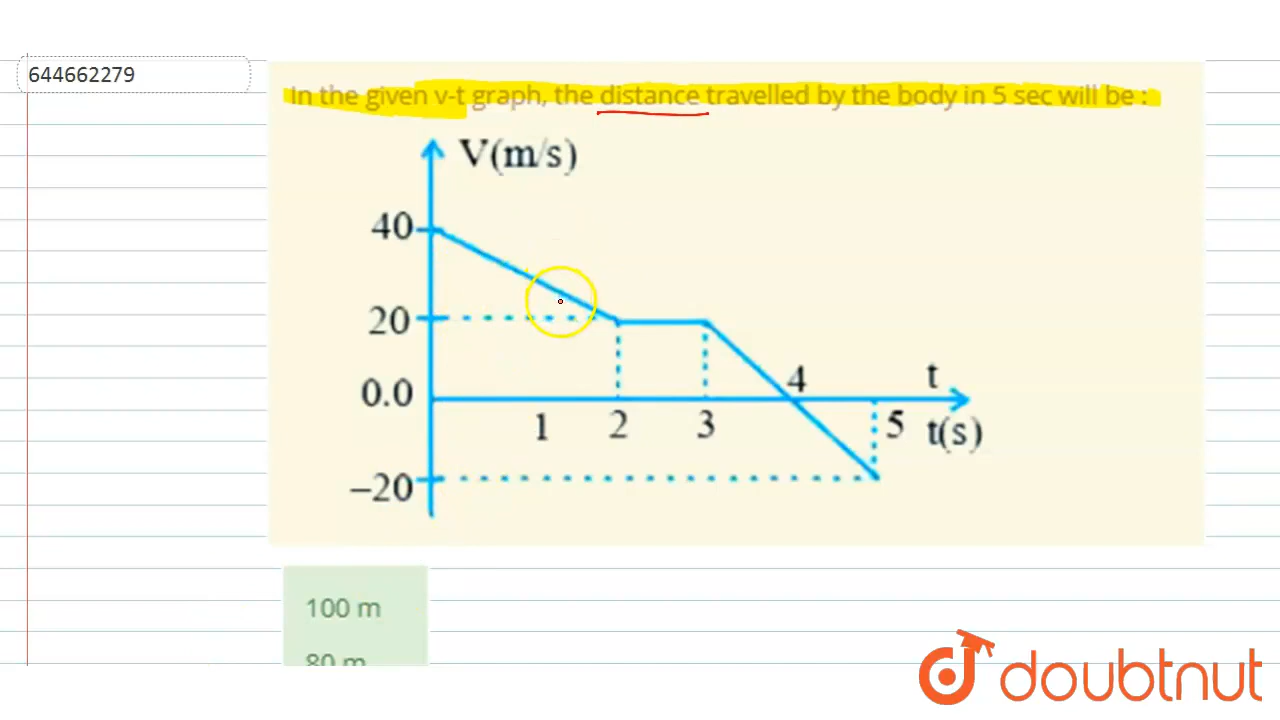 644662279
In the given v-t graph, the distance travelled by the body in 5 sec will be :
V(m/s)
40
20
0.0
4
t
1
2
3
5
t(s)
–20
100 m
80 m
doubtnut